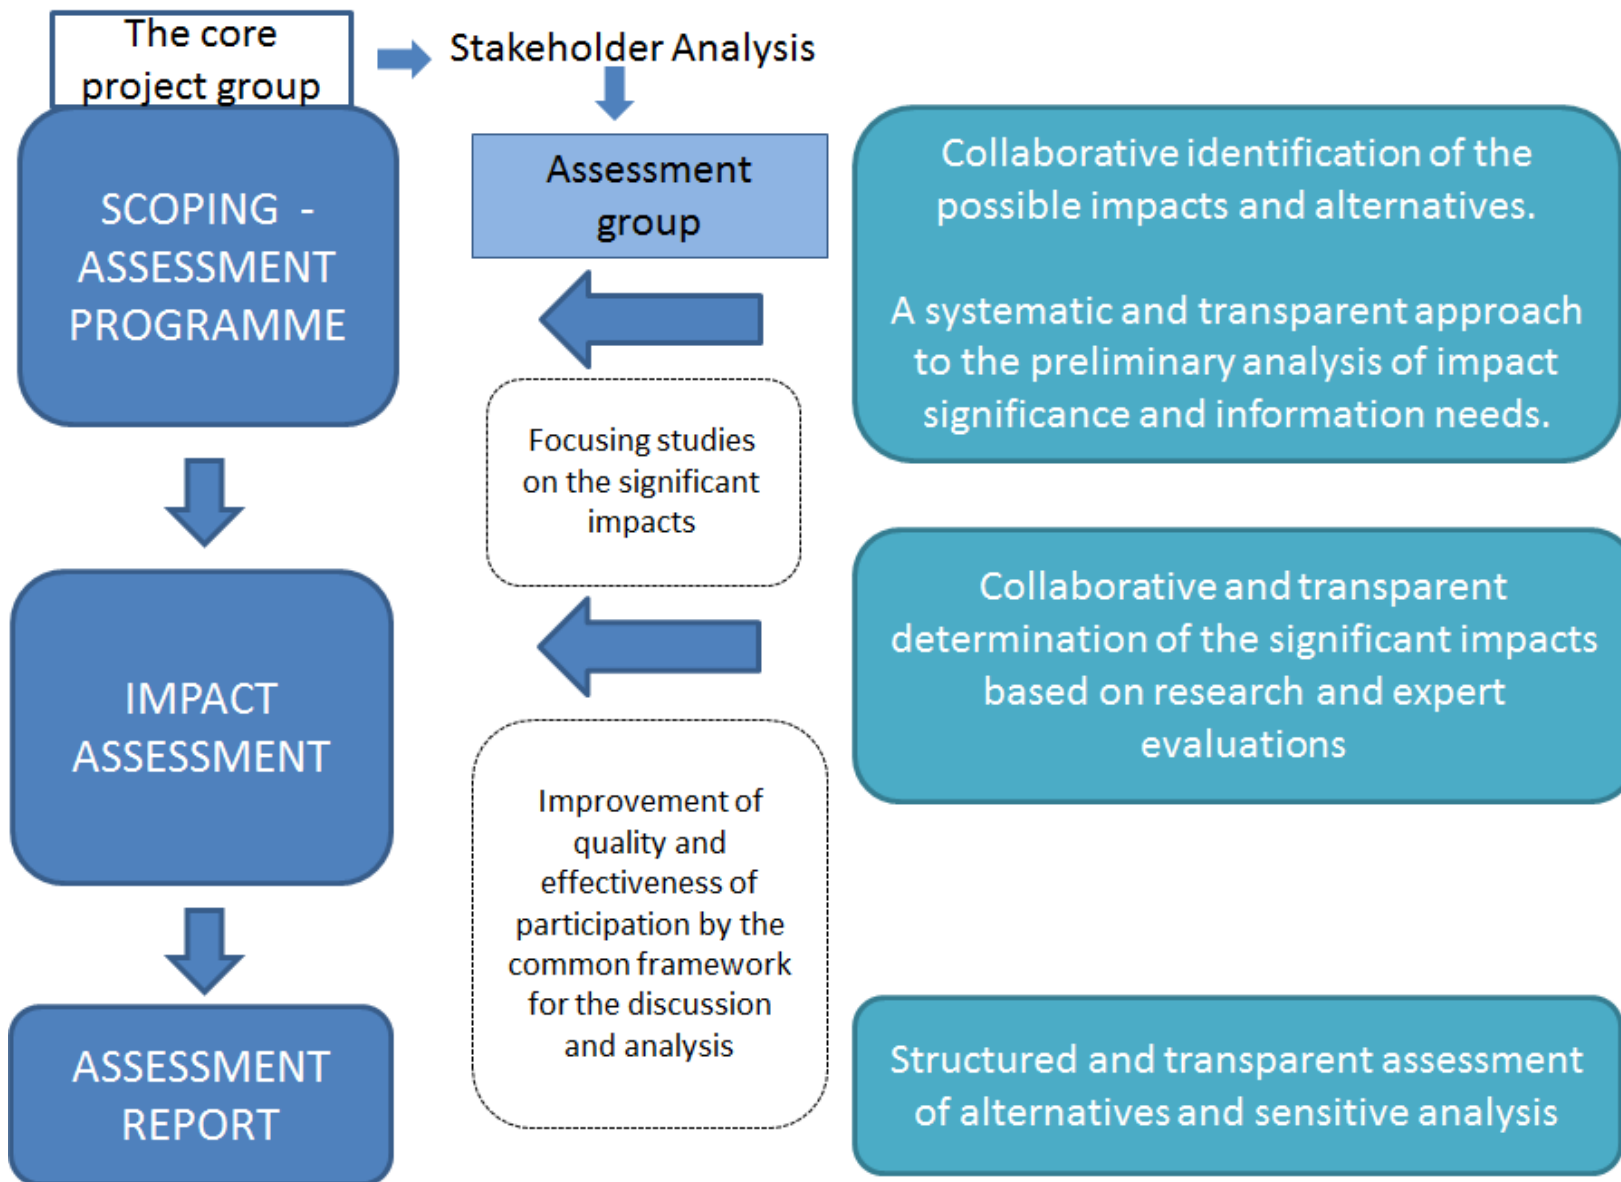 The core
project group
Stakeholder Analysis
SCOPING -
ASSESSMENT
PROGRAMME
Assessment
group
Collaborative identification of the
possible impacts and alternatives.
A systematic and transparent approach
to the preliminary analysis of impact
significance and information needs.
Focusing studies
on the significant
impacts
IMPACT
ASSESSMENT
Collaborative and transparent
determination of the significant impacts
based on research and expert
evaluations
Improvement of
quality and
effectiveness of
participation by the
common framework
for the discussion
and analysis
ASSESSMENT
REPORT
Structured and transparent assessment
of alternatives and sensitive analysis